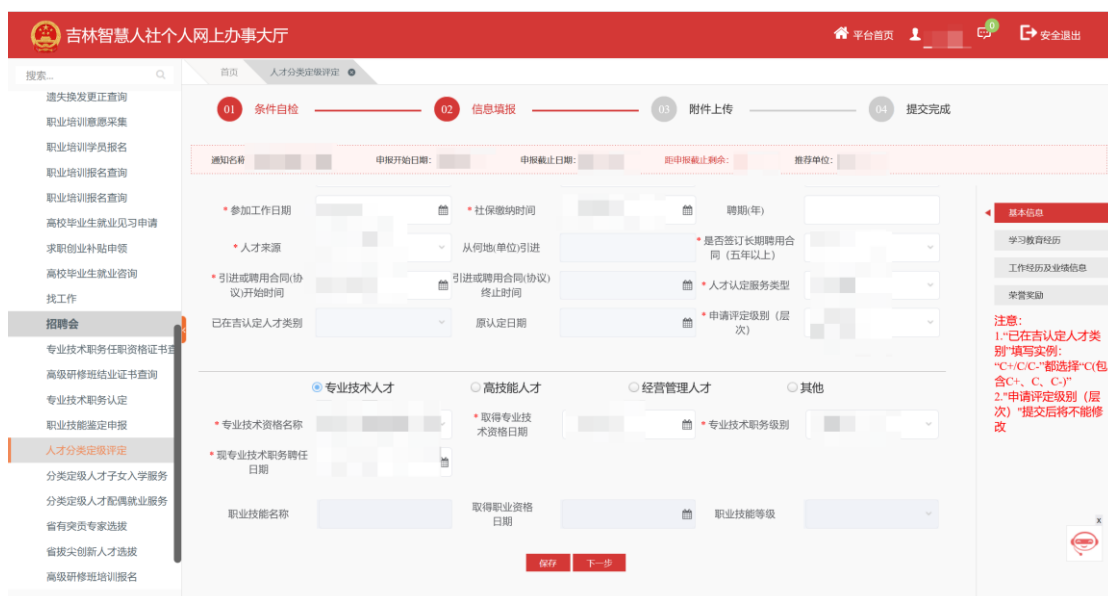 吉林智慧人社个人网上办事大厅
平台首页
0
安全退出
搜索...
首页
人才分类定级评定
遗失换发更正查询
职业培训意愿采集
职业培训学员报名
职业培训报名查询
职业培训报名查询
高校毕业生就业见习申请
求职创业补贴申领
高校毕业生就业咨询
找工作
招聘会
专业技术职务任职资格证书查
高级研修班结业证书查询
专业技术职务认定
职业技能鉴定申报
人才分类定级评定
分类定级人才子女入学服务
分类定级人才配偶就业服务
省有突贡专家选拔
省拔尖创新人才选拔
高级研修班培训报名
01 条件自检
02 信息填报
03 附件上传
04 提交完成
通知名称
申报开始日期:
申报截止日期:
距申报截止剩余:
推荐单位:
* 参加工作日期
* 社保缴纳时间
聘期(年)
* 人才来源
从何地(单位)引进
* 是否签订长期聘用合
同（五年以上）
* 引进或聘用合同(协
议)开始时间
引进或聘用合同(协议)
终止时间
* 人才认定服务类型
已在吉认定人才类别
原认定日期
* 申请评定级别（层
次）
专业技术人才
高技能人才
经营管理人才
其他
* 专业技术资格名称
* 取得专业技
术资格日期
* 专业技术职务级别
* 现专业技术职务聘任
日期
职业技能名称
取得职业资格
日期
职业技能等级
保存
下一步
基本信息
学习教育经历
工作经历及业绩信息
荣誉奖励
注意：
1."已在吉认定人才类
别"填写实例：
"C+/C/C-"都选择"C(包
含C+、C、C-)"
2."申请评定级别（层
次）"提交后将不能修
改
x